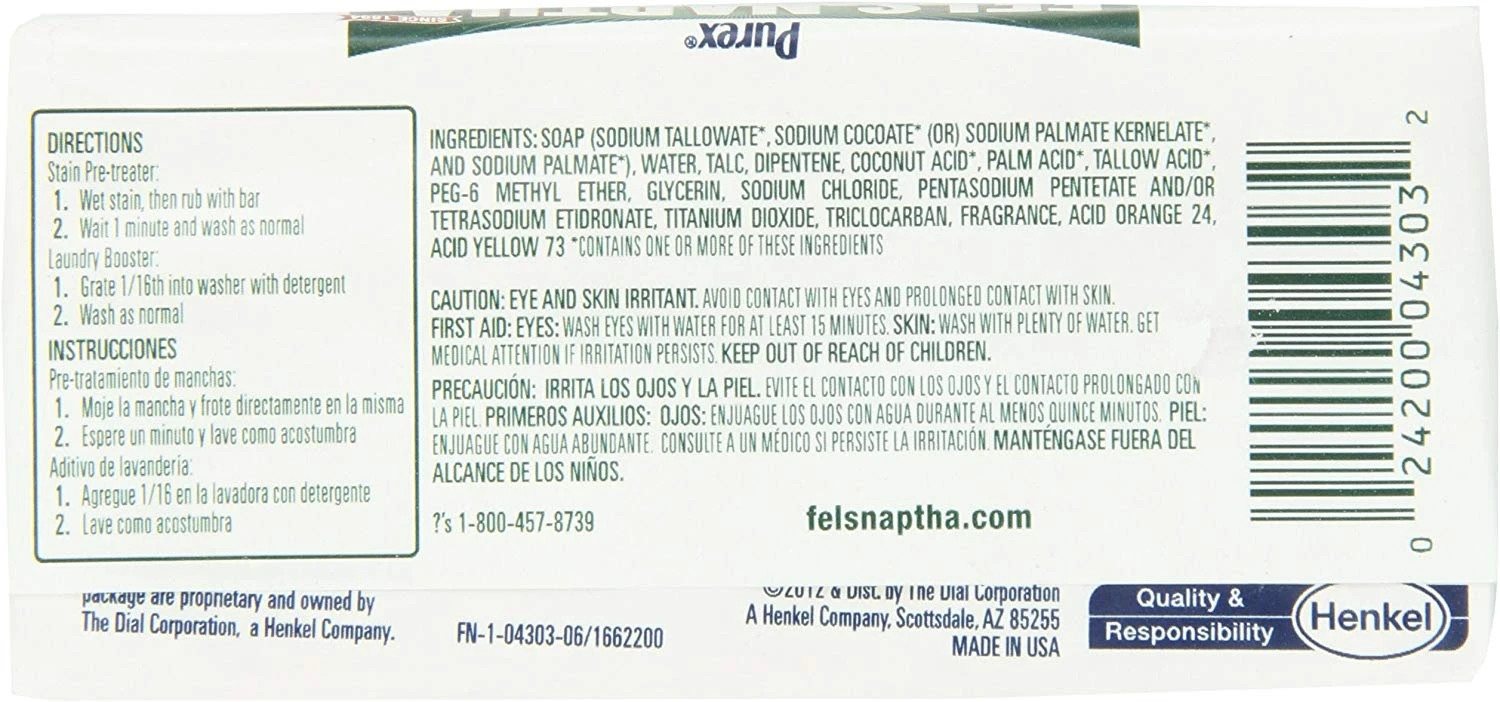 SINCE 1894
Purex®
DIRECTIONS
Stain Pre-treater:
1. Wet stain, then rub with bar
2. Wait 1 minute and wash as normal
Laundry Booster:
1. Grate 1/16th into washer with detergent
2. Wash as normal
INSTRUCCIONES
Pre-tratamiento de manchas:
1. Moje la mancha y frote directamente en la misma
2. Espere un minuto y lave como acostumbra
Aditivo de lavandería:
1. Agregue 1/16 en la lavadora con detergente
2. Lave como acostumbra
INGREDIENTS: SOAP (SODIUM TALLOWATE*, SODIUM COCOATE* (OR) SODIUM PALMATE KERNELATE*,
AND SODIUM PALMATE*), WATER, TALC, DIPENTENE, COCONUT ACID*, PALM ACID*, TALLOW ACID*,
PEG-6 METHYL ETHER, GLYCERIN, SODIUM CHLORIDE, PENTASODIUM PENTETATE AND/OR
TETRASODIUM ETIDRONATE, TITANIUM DIOXIDE, TRICLOCARBAN, FRAGRANCE, ACID ORANGE 24,
ACID YELLOW 73 *CONTAINS ONE OR MORE OF THESE INGREDIENTS
CAUTION: EYE AND SKIN IRRITANT. AVOID CONTACT WITH EYES AND PROLONGED CONTACT WITH SKIN.
FIRST AID: EYES: WASH EYES WITH WATER FOR AT LEAST 15 MINUTES. SKIN: WASH WITH PLENTY OF WATER. GET
MEDICAL ATTENTION IF IRRITATION PERSISTS. KEEP OUT OF REACH OF CHILDREN.
PRECAUCIÓN: IRRITA LOS OJOS Y LA PIEL. EVITE EL CONTACTO CON LOS OJOS Y EL CONTACTO PROLONGADO CON
LA PIEL. PRIMEROS AUXILIOS: OJOS: ENJUAGUE LOS OJOS CON AGUA DURANTE AL MENOS QUINCE MINUTOS. PIEL:
ENJUAGUE CON AGUA ABUNDANTE. CONSULTE A UN MÉDICO SI PERSISTE LA IRRITACIÓN. MANTÉNGASE FUERA DEL
ALCANCE DE LOS NIÑOS.
?'s 1-800-457-8739
felsnaptha.com
0 24200 04303 2
package are proprietary and owned by
The Dial Corporation, a Henkel Company.
FN-1-04303-06/1662200
©2012 & Dist. by The Dial Corporation
A Henkel Company, Scottsdale, AZ 85255
MADE IN USA
Quality &
Responsibility
Henkel